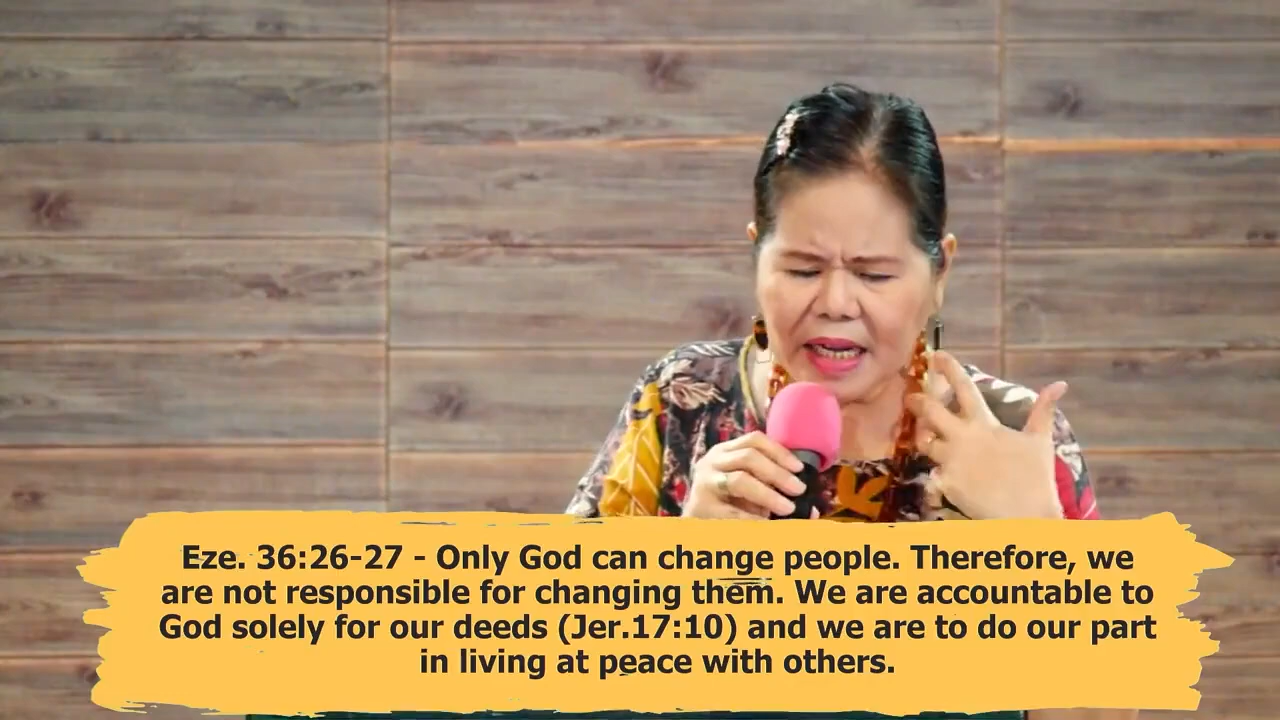 Eze. 36:26-27 - Only God can change people. Therefore, we
are not responsible for changing them. We are accountable to
God solely for our deeds (Jer.17:10) and we are to do our part
in living at peace with others.